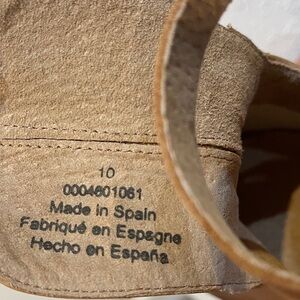 10
0004601061
Made in Spain
Fabriqué en Espagne
Hecho en España